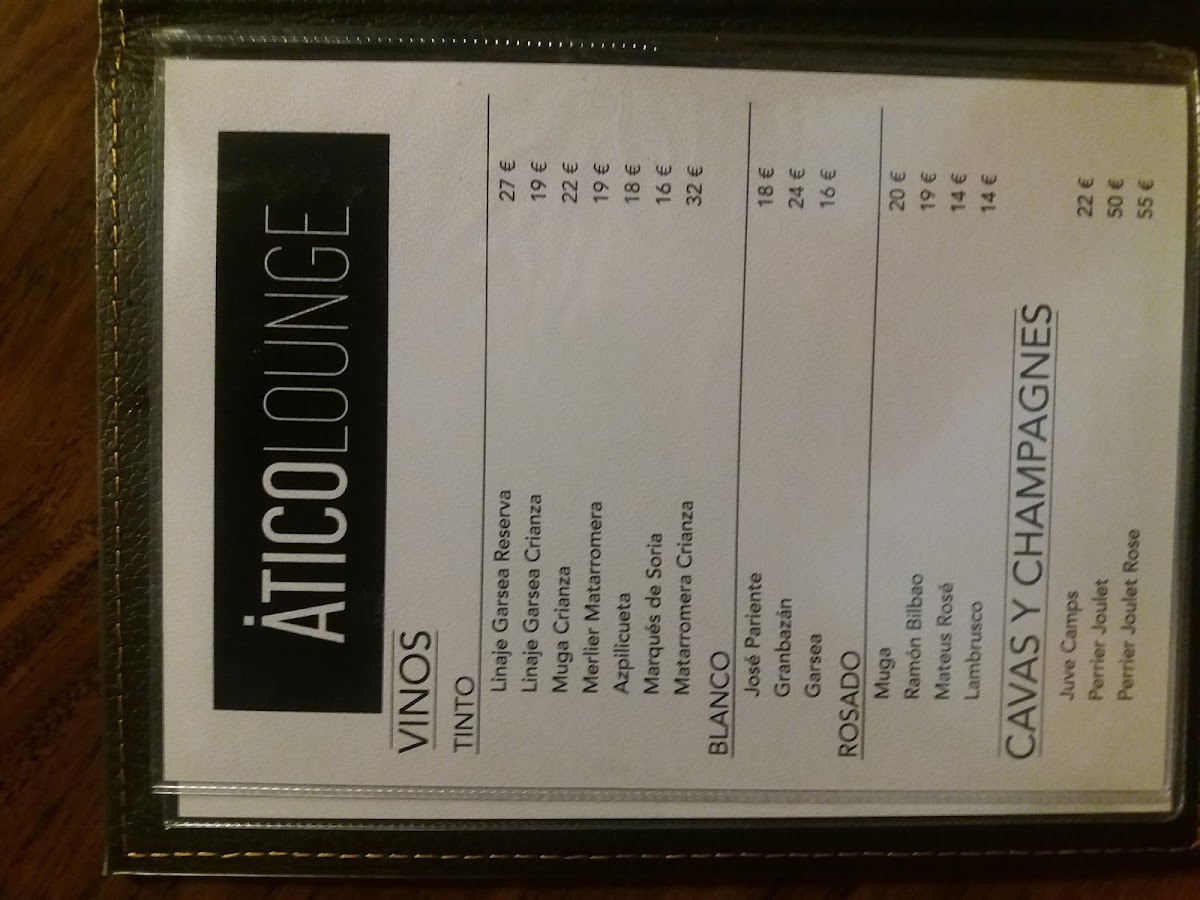 ÁTICOLOUNGE
VINOS
TINTO
Linaje Garsea Reserva 27 €
Linaje Garsea Crianza 19 €
Muga Crianza 22 €
Merlier Matarromera 19 €
Azpilicueta 18 €
Marqués de Soria 16 €
Matarromera Crianza 32 €
BLANCO
José Pariente 18 €
Granbazán 24 €
Garsea 16 €
ROSADO
Muga 20 €
Ramón Bilbao 19 €
Mateus Rosé 14 €
Lambrusco 14 €
CAVAS Y CHAMPAGNES
Juve Camps 22 €
Perrier Joulet 50 €
Perrier Joulet Rose 55 €